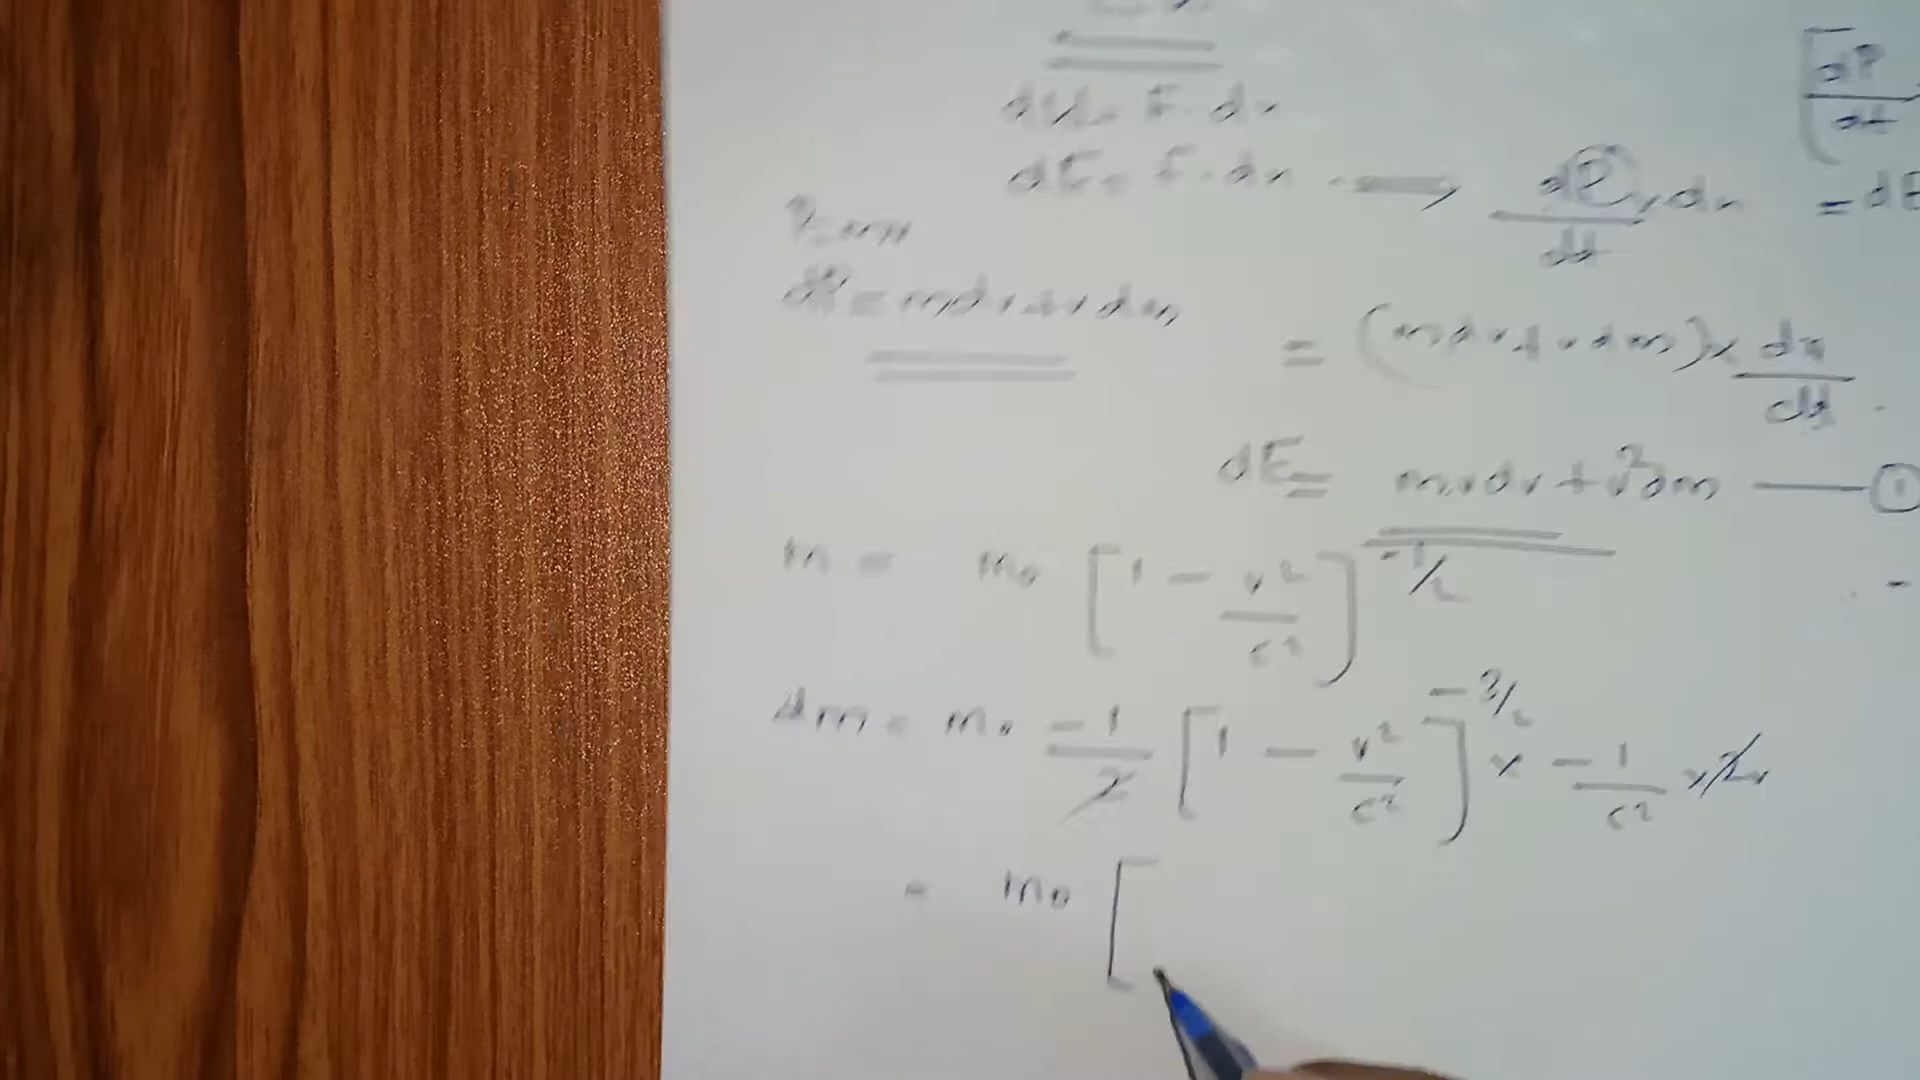 dW = F · dx
dE = F · dx ⟹ dP/dt × dx = dE
dP/dt
P = mv
dP = mdv + vdm
= (mdv + vdm) × dx/dt
dE = mvdv + v²dm — ①
m = m₀ [1 - v²/c²]^-1/2
dm = m₀ -1/2 [1 - v²/c²]^-3/2 × -1/c² × 2v
= m₀ [